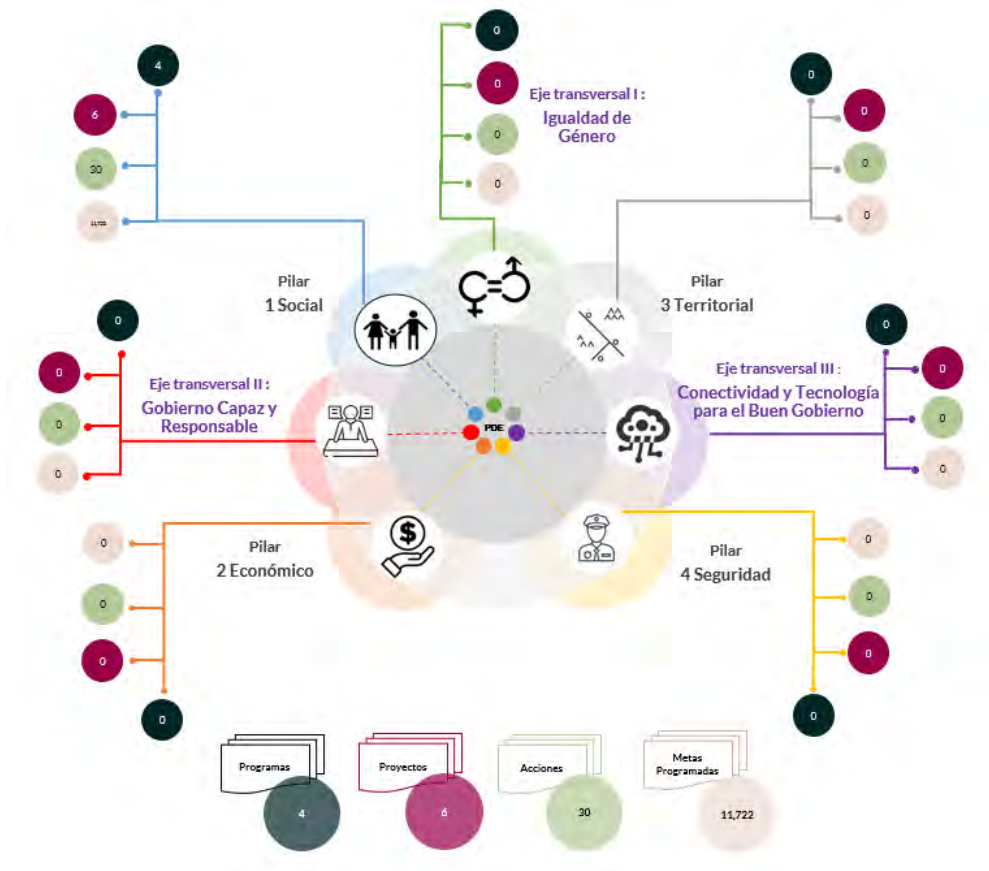 4
6
30
11,722
0
0
0
0
Eje transversal I :
Igualdad de
Género
0
0
0
0
Pilar
1 Social
Pilar
3 Territorial
0
0
0
0
Eje transversal II :
Gobierno Capaz y
Responsable
PDE
0
0
0
0
Eje transversal III :
Conectividad y Tecnología
para el Buen Gobierno
0
0
0
0
Pilar
2 Económico
$
Pilar
4 Seguridad
0
0
0
0
Programas
4
Proyectos
6
Acciones
30
Metas
Programadas
11,722